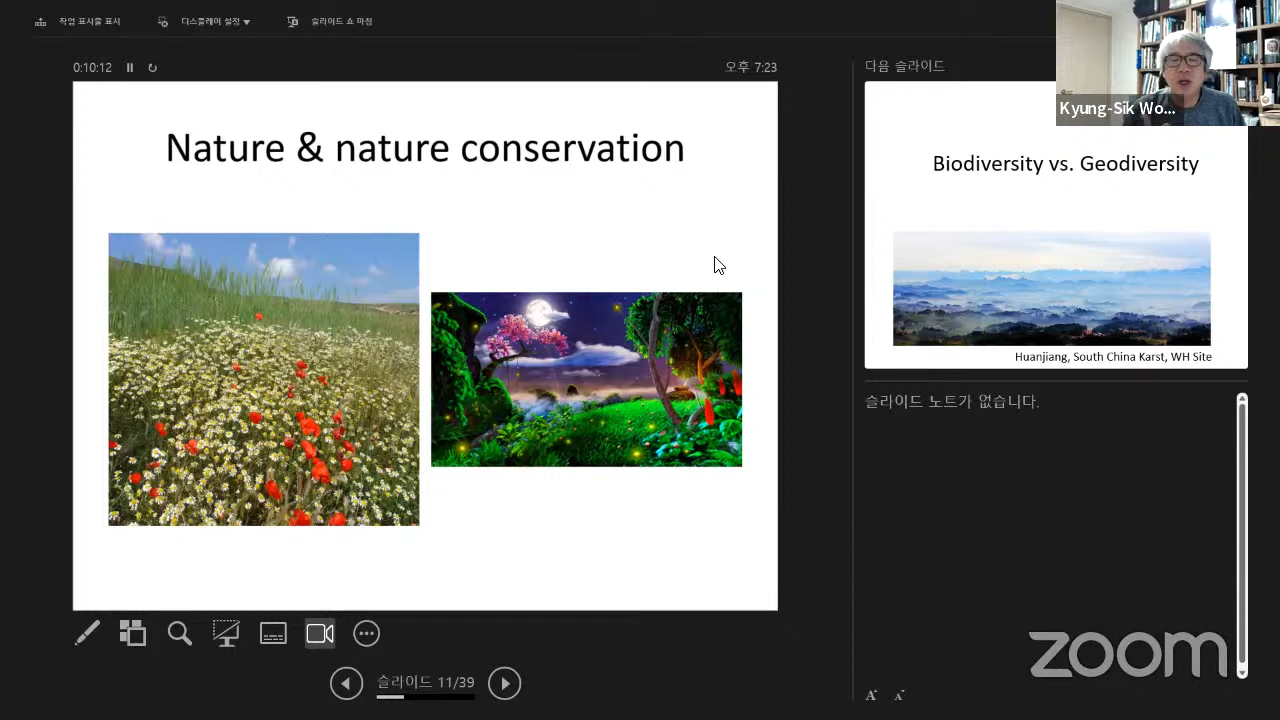 작업 표시줄 표시
디스플레이 설정 ▼
슬라이드 쇼 마침
0:10:12
오후 7:23
다음 슬라이드
Kyung-Sik Wo...
Nature & nature conservation
Biodiversity vs. Geodiversity
Huanjiang, South China Karst, WH Site
슬라이드 노트가 없습니다.
슬라이드 11/39
zoom
A A